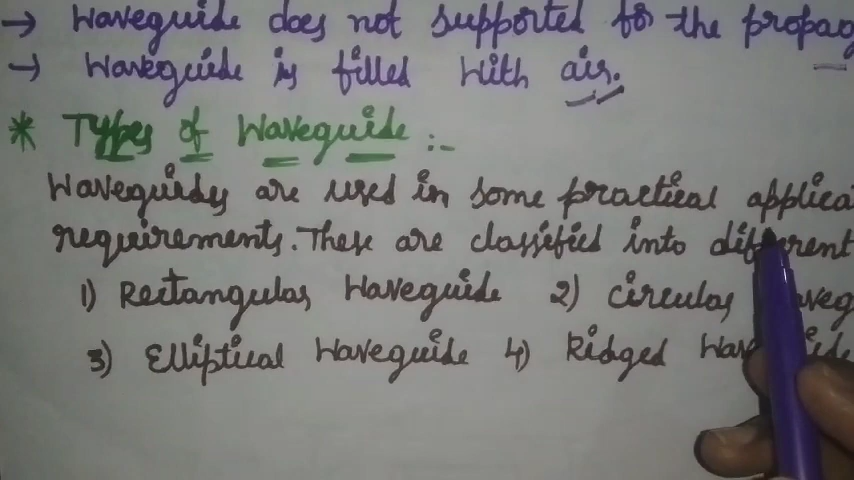 → Waveguide does not supported for the propag
→ Waveguide is filled with air.
* Types of Waveguide :-
Waveguides are used in some practical applica
requirements. These are classified into different
1) Rectangular Waveguide 2) circular waveg
3) Elliptical Waveguide 4) Ridged Waveguide